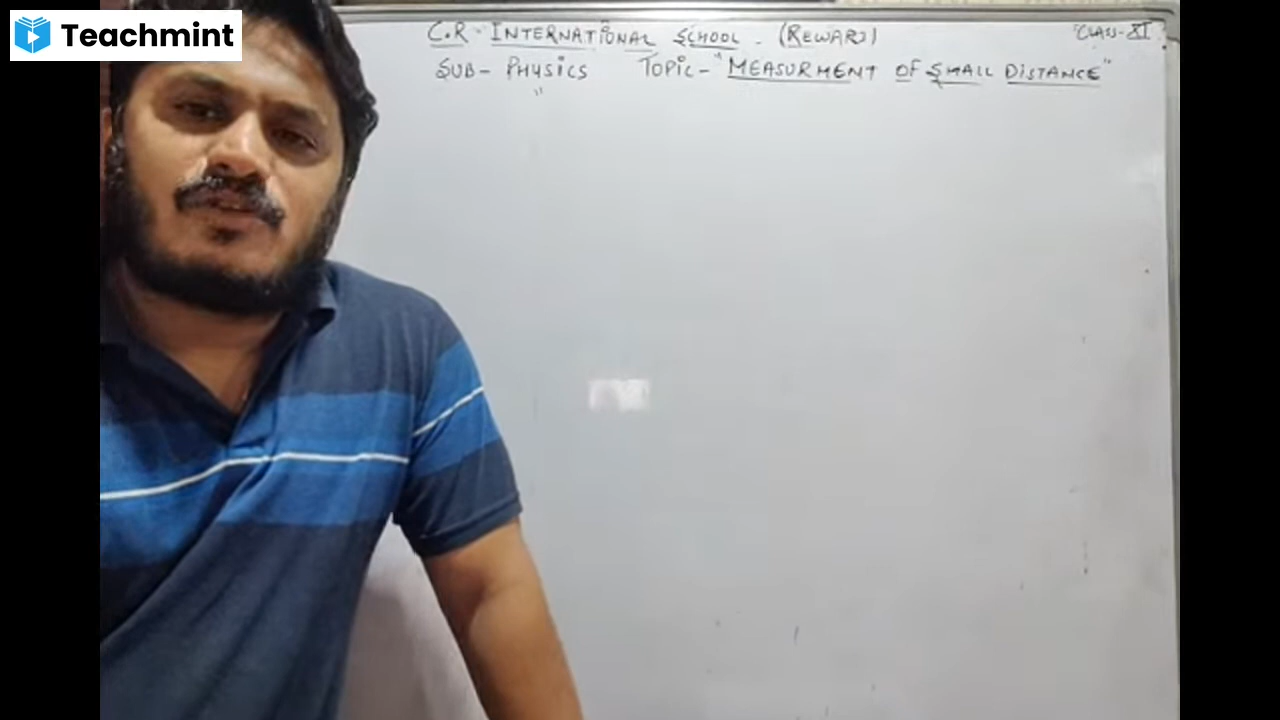 Teachmint
C.R. INTERNATIONAL SCHOOL - (REWARI) "CLASS-XI
SUB- PHYSICS TOPIC- "MEASURMENT OF SMALL DISTANCE"